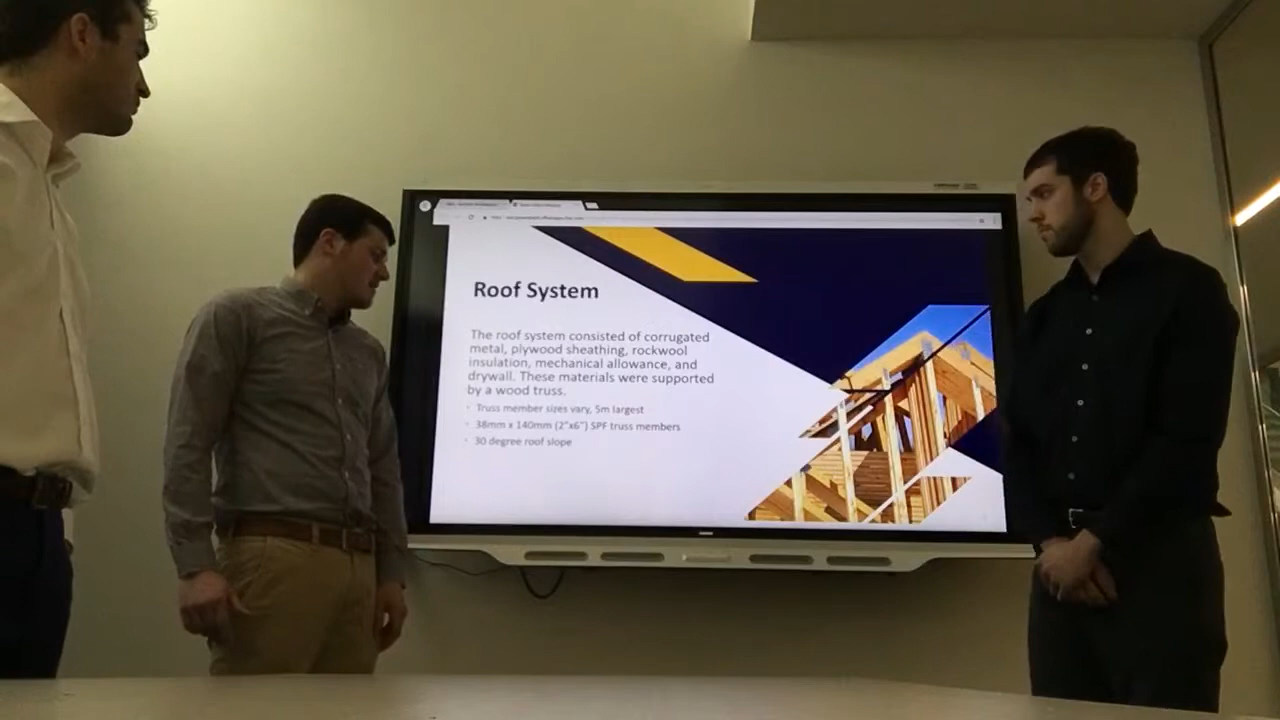 Roof System
The roof system consisted of corrugated
metal, plywood sheathing, rockwool
insulation, mechanical allowance, and
drywall. These materials were supported
by a wood truss.
• Truss member sizes vary, 5m largest
• 38mm x 140mm (2"x6") SPF truss members
• 30 degree roof slope